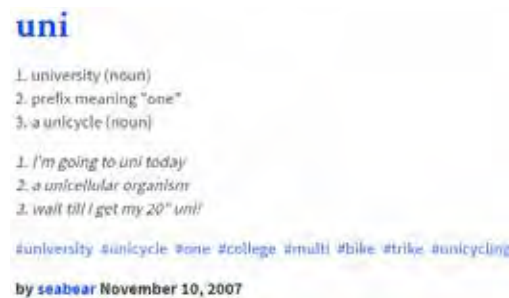 uni
1. university (noun)
2. prefix meaning "one"
3. a unicycle (noun)
1. I'm going to uni today
2. a unicellular organism
3. wait till I get my 20" uni!
#university #unicycle #one #college #multi #bike #trike #unicycling
by seabear November 10, 2007